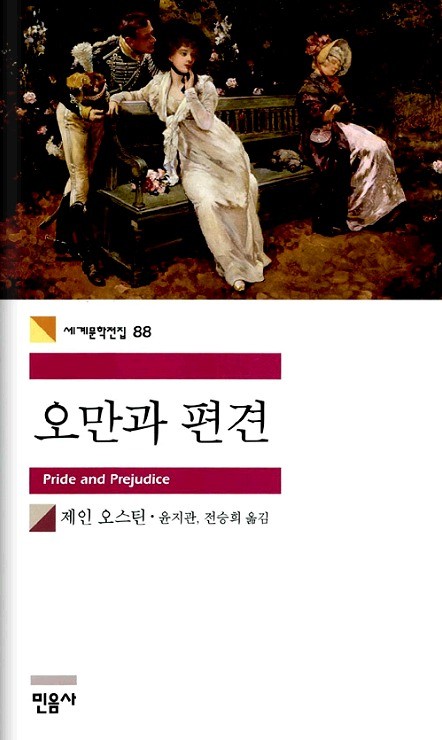 세계문학전집 88
오만과 편견
Pride and Prejudice
제인 오스틴 · 윤지관, 전승희 옮김
민음사